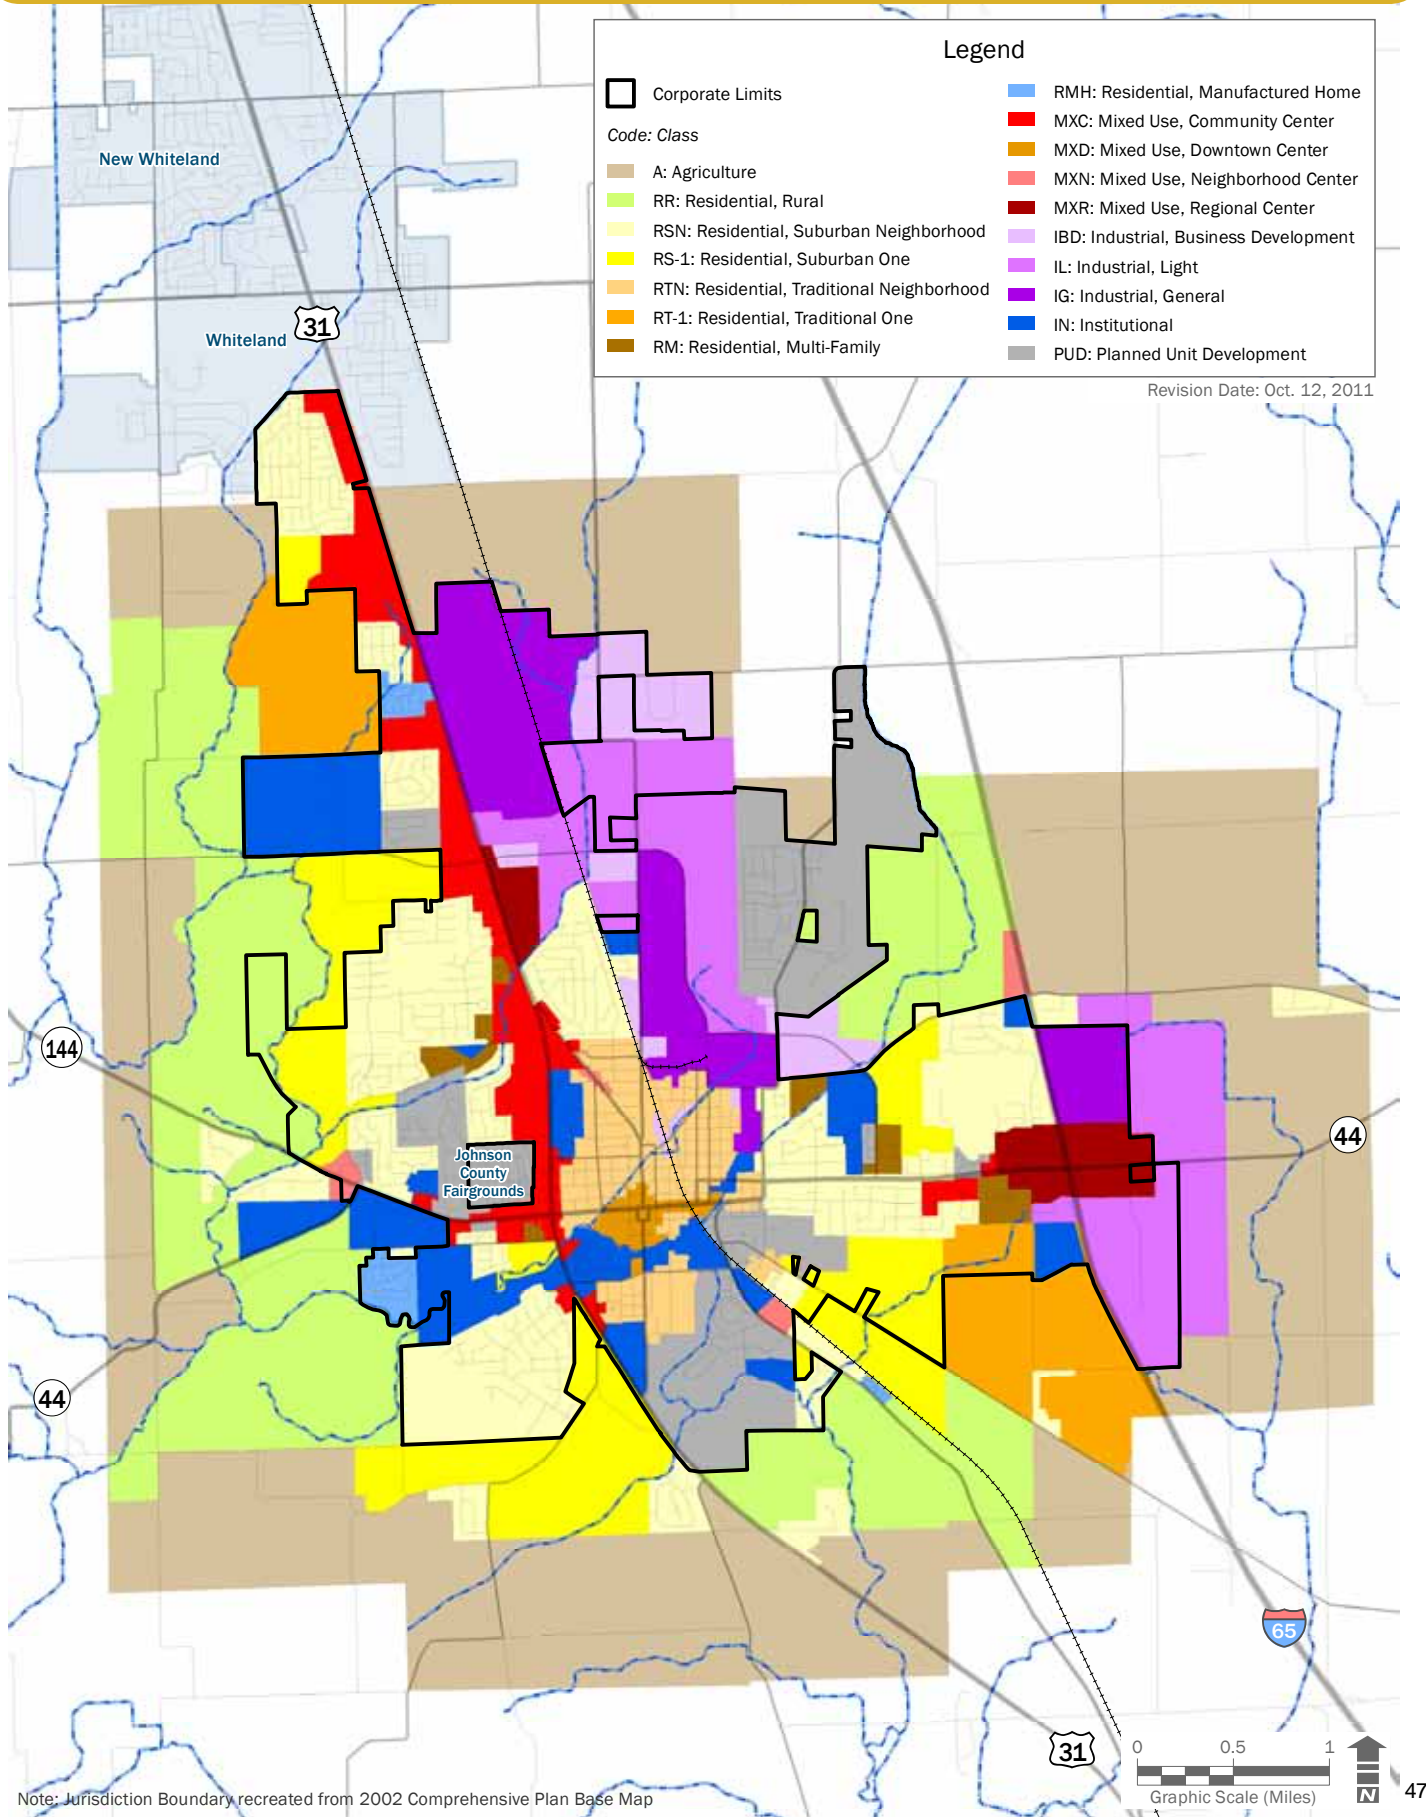 Legend
Corporate Limits
Code: Class
A: Agriculture
RR: Residential, Rural
RSN: Residential, Suburban Neighborhood
RS-1: Residential, Suburban One
RTN: Residential, Traditional Neighborhood
RT-1: Residential, Traditional One
RM: Residential, Multi-Family
RMH: Residential, Manufactured Home
MXC: Mixed Use, Community Center
MXD: Mixed Use, Downtown Center
MXN: Mixed Use, Neighborhood Center
MXR: Mixed Use, Regional Center
IBD: Industrial, Business Development
IL: Industrial, Light
IG: Industrial, General
IN: Institutional
PUD: Planned Unit Development
Revision Date: Oct. 12, 2011
New Whiteland
Whiteland
31
144
44
Johnson
County
Fairgrounds
44
65
31
0 0.5 1
Graphic Scale (Miles)
N
47
Note: Jurisdiction Boundary recreated from 2002 Comprehensive Plan Base Map